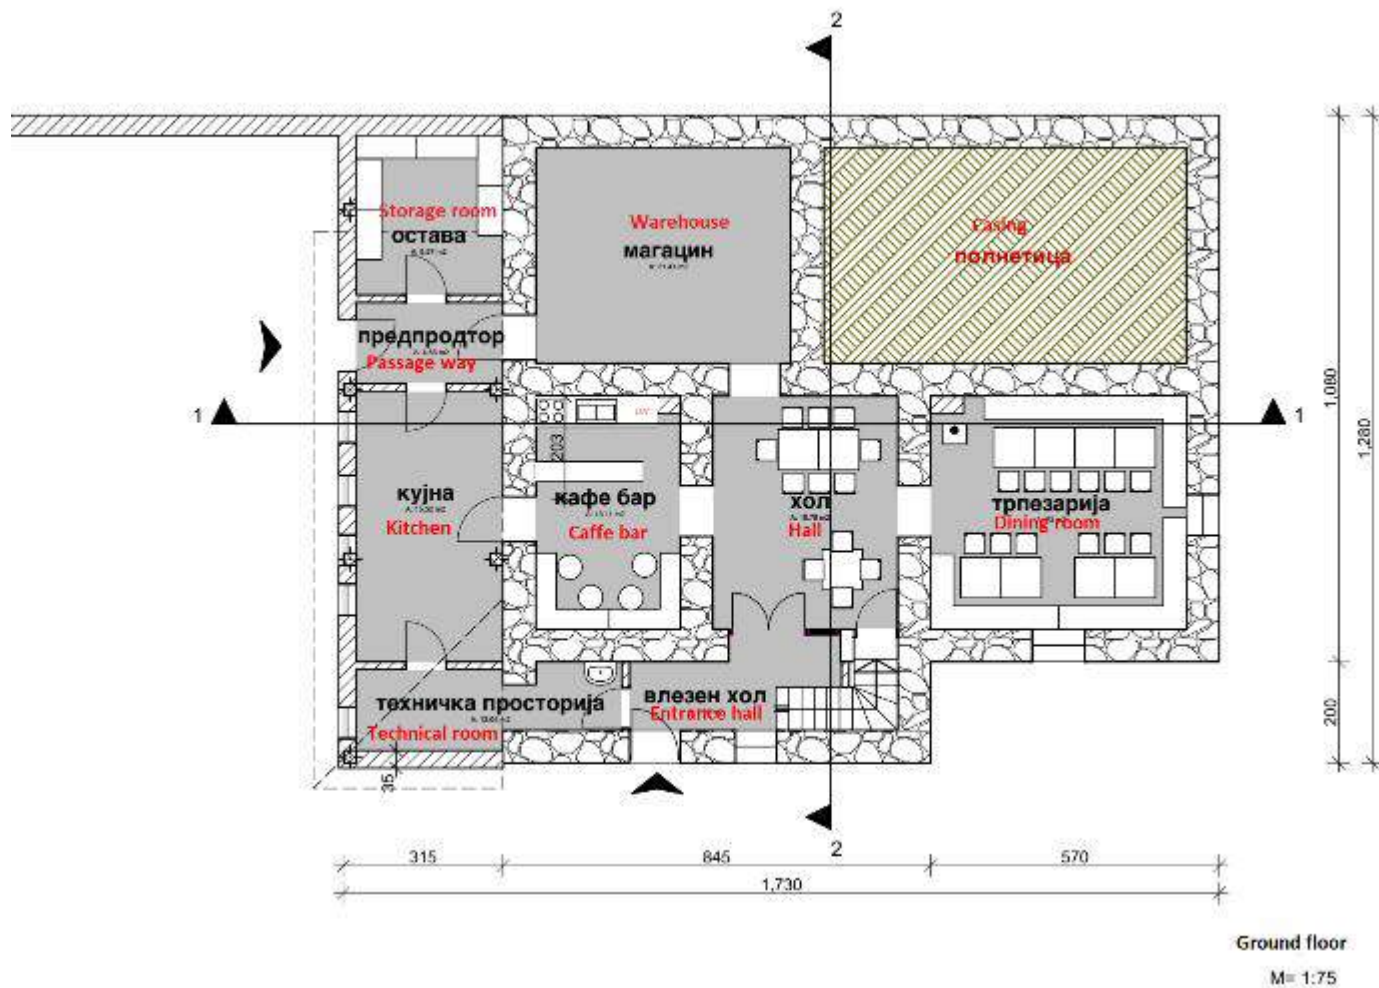 2
Storage room
остава
Warehouse
магацин
Casing
полнетица
предпродтор
Passage way
1
1
203
1,080
1,280
кујна
Kitchen
кафе бар
Caffe bar
хол
Hall
трпезарија
Dining room
техничка просторија
Technical room
влезен хол
Entrance hall
200
35
2
315
845
570
1,730
Ground floor
M= 1:75